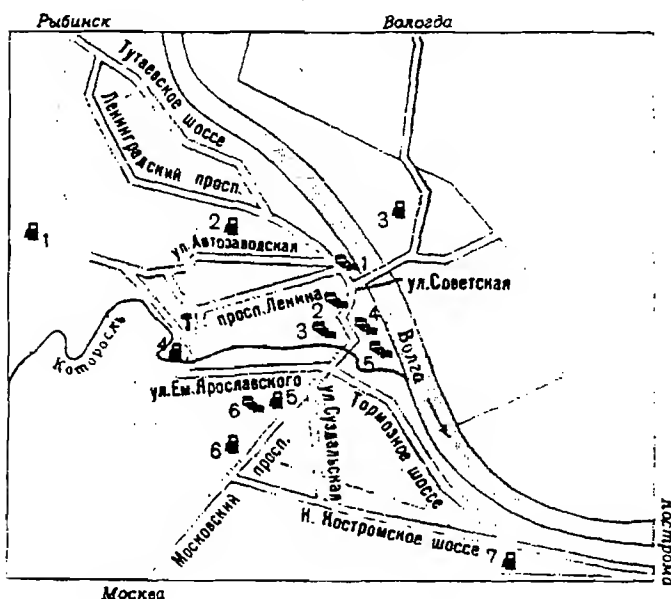 Рыбинск
Вологда
Тутаевское шоссе
Ленинградский просп.
3
2
1
ул. Автозаводская
1
ул. Советская
просп. Ленина
2
3
4
4
5
Которосль
Волга
ул. Ем. Ярославского
6
5
6
ул. Суздальская
Тормозное шоссе
Московский просп.
Н. Костромское шоссе
7
Кострома
Москва